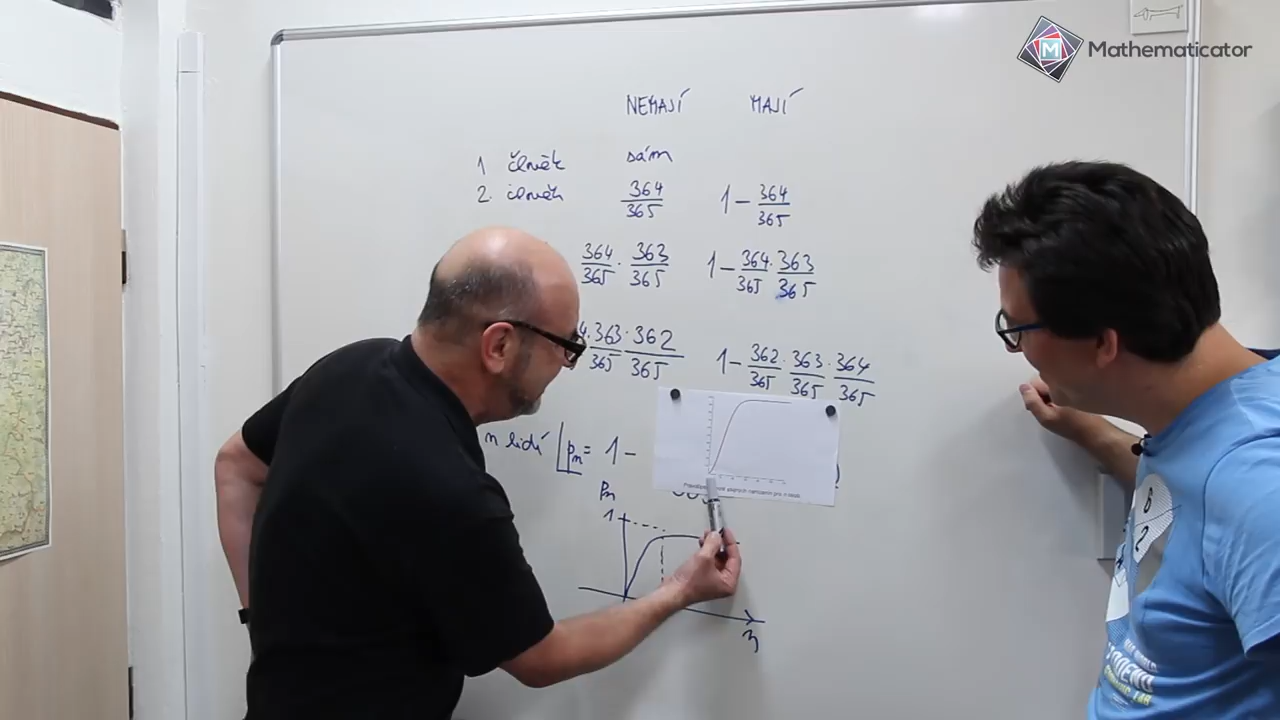 Mathematicator
NEMAJÍ MAJÍ
1 člověk sám
2. člověk 364/365 1 - 364/365
364/365 · 363/365 1 - 364/365 · 363/365
· 363/365 · 362/365 1 - 362/365 · 363/365 · 364/365
n lidí pn = 1 -
Pn
1
n